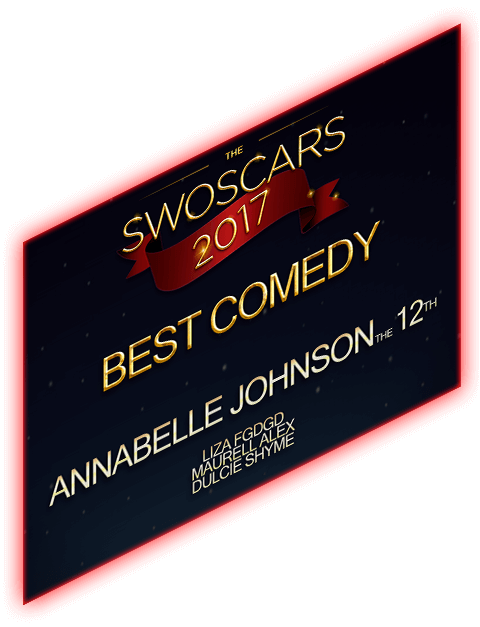 THE
SWOSCARS
2017
BEST COMEDY
ANNABELLE JOHNSON THE 12TH
LIZA FGDGD
MAURELL ALEX
DULCIE SHYME